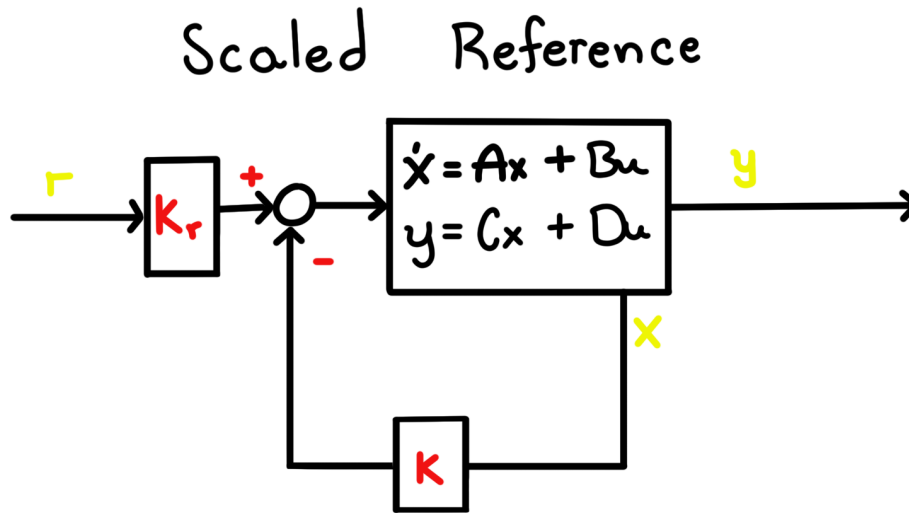 Scaled Reference
r
Kᵣ
+
-
ẋ = Ax + Bu
y = Cx + Du
y
x
K